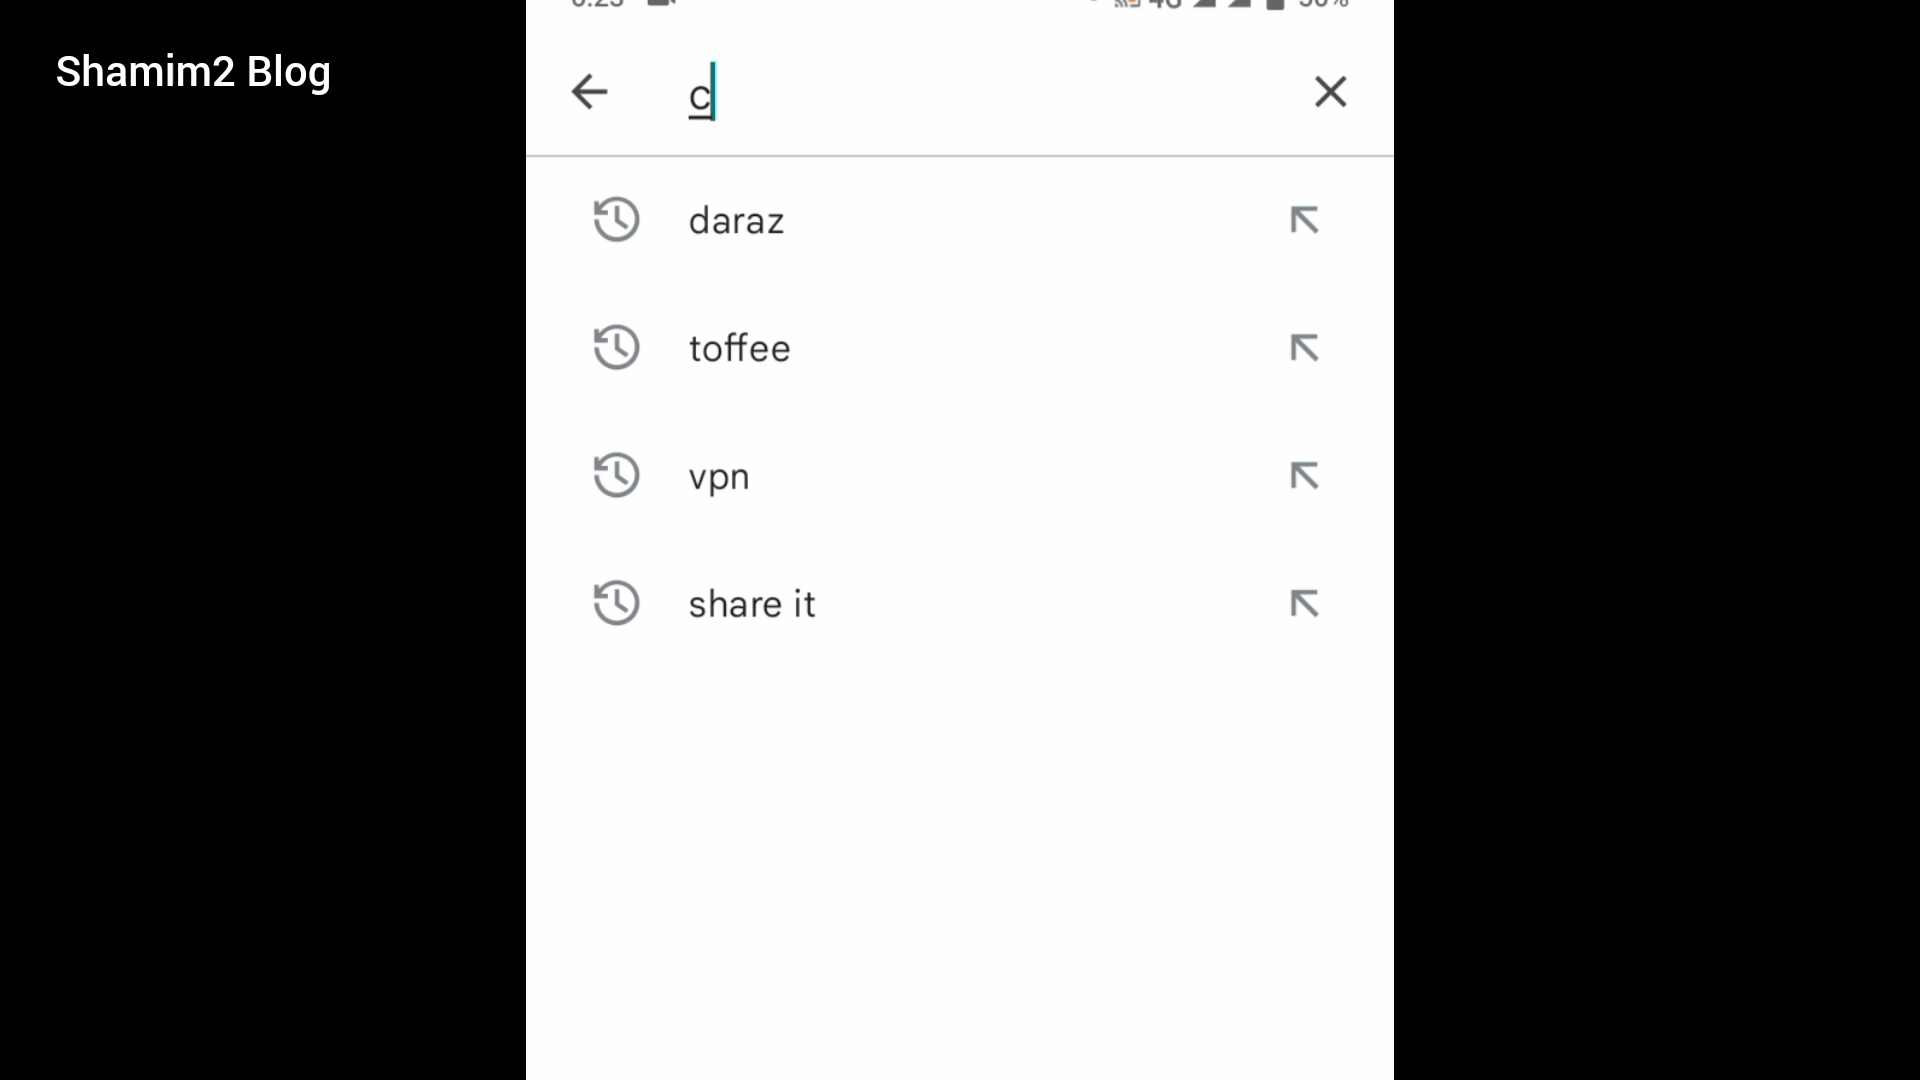 Shamim2 Blog
c
daraz
toffee
vpn
share it